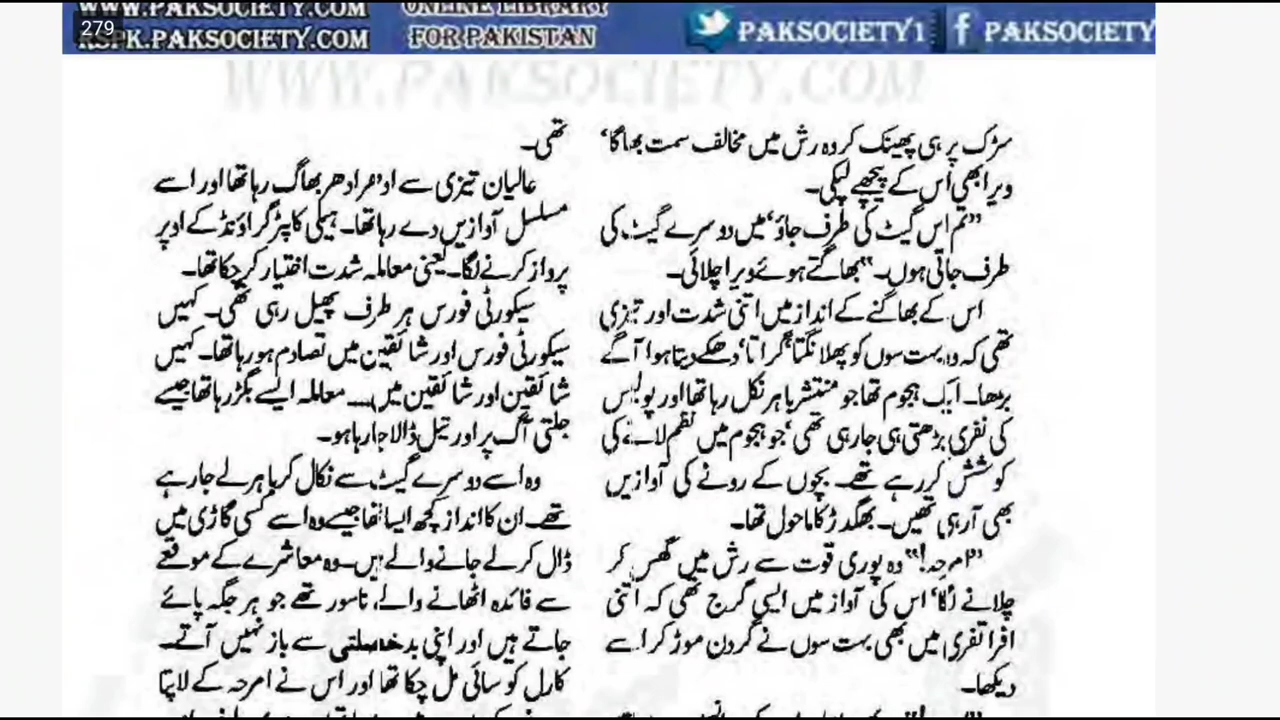 WWW.PAKSOCIETY.COM
RSPK.PAKSOCIETY.COM
279
ONLINE LIBRARY
FOR PAKISTAN
PAKSOCIETY1
PAKSOCIETY
WWW.PAKSOCIETY.COM
سڑک پر ہی پھینک کر وہ رش میں مخالف سمت بھاگا‘
ویرا بھی اس کے پیچھے لپکی۔
”تم اس گیٹ کی طرف جاؤ‘ میں دوسرے گیٹ کی
طرف جاتی ہوں۔“ بھاگتے ہوئے ویرا چلائی۔
اس کے بھاگنے کے انداز میں اتنی شدت اور تیزی
تھی کہ وہ بہت سوں کو پھلانگتا‘ گراتا‘ دھکے دیتا ہوا آگے
بڑھا۔ ایک ہجوم تھا جو منتشر باہر نکل رہا تھا اور پولیس
کی نفری بڑھتی ہی جا رہی تھی‘ جو ہجوم میں نظم لانے کی
کوشش کر رہے تھے۔ بچوں کے رونے کی آوازیں
بھی آ رہی تھیں۔ بھگدڑ کا ماحول تھا۔
”امرحہ!“ وہ پوری قوت سے رش میں گھس کر
چلانے لگا‘ اس کی آواز میں ایسی گرج تھی کہ اتنی
افراتفری میں بھی بہت سوں نے گردن موڑ کر اسے
دیکھا۔
تھی۔
عالیان تیزی سے ادھر ادھر بھاگ رہا تھا اور اسے
مسلسل آوازیں دے رہا تھا۔ ہیلی کاپٹر گراؤنڈ کے اوپر
پرواز کرنے لگا۔ یعنی معاملہ شدت اختیار کر چکا تھا۔
سیکورٹی فورس ہر طرف پھیل رہی تھی۔ کہیں
سیکورٹی فورس اور شائقین میں تصادم ہو رہا تھا۔ کہیں
شائقین اور شائقین میں۔۔۔۔ معاملہ ایسے بگڑ رہا تھا جیسے
جلتی آگ پر اور تیل ڈالا جا رہا ہو۔
وہ اسے دوسرے گیٹ سے نکال کر باہر لے جا رہے
تھے۔ ان کا انداز کچھ ایسا تھا جیسے وہ اسے کسی گاڑی میں
ڈال کر لے جانے والے ہیں۔ وہ معاشرے کے موقعے
سے فائدہ اٹھانے والے، ناسور تھے جو ہر جگہ پائے
جاتے ہیں اور اپنی بدخصلتی سے باز نہیں آتے۔
کارل کو سائی مل چکا تھا اور اس نے امرحہ کے لاپتا